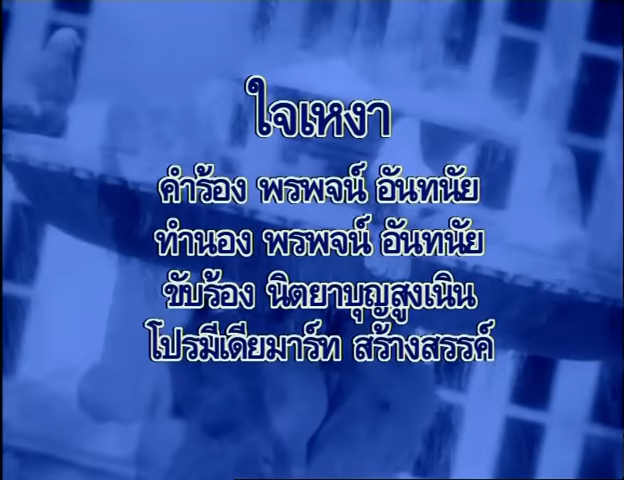 ใจเหงา
คำร้อง พรพจน์ อันทนัย
ทำนอง พรพจน์ อันทนัย
ขับร้อง นิตยาบุญสูงเนิน
โปรมีเดียมาร์ท สร้างสรรค์